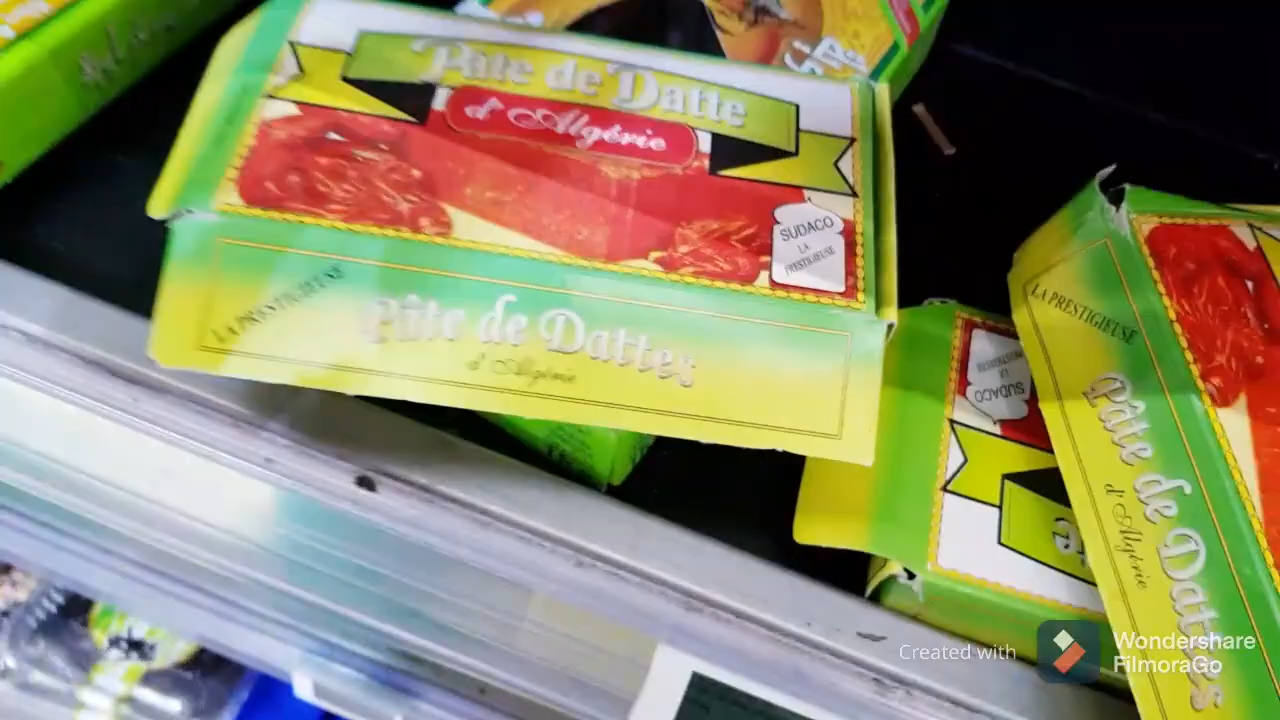 Pâte de Datte
d'Algérie
SUDACO
LA
PRESTIGIEUSE
LA PRESTIGIEUSE
Pâte de Dattes
d'Algérie
PRESTIGIEUSE
LA
SUDACO
LA PRESTIGIEUSE
Pâte de Dattes
d'Algérie
Created with
Wondershare
FilmoraGo